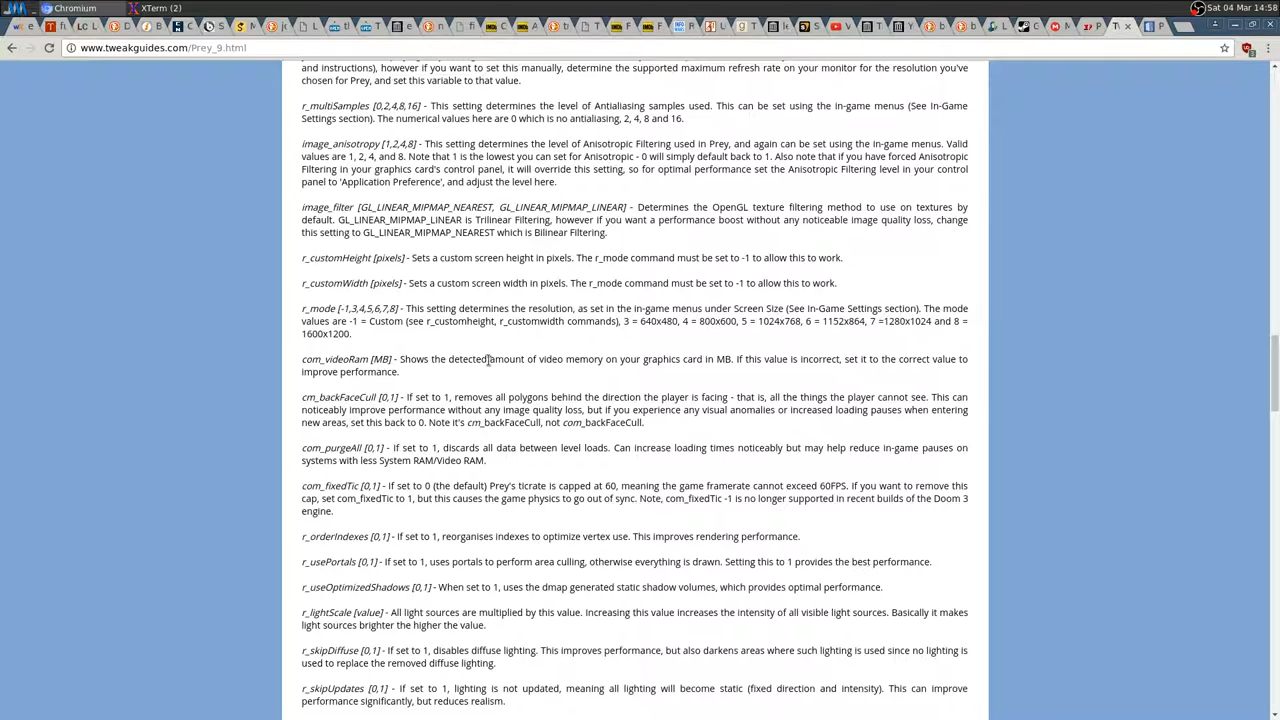 Chromium
XTerm (2)
Sat 04 Mar 14:58
www.tweakguides.com/Prey_9.html
and instructions), however if you want to set this manually, determine the supported maximum refresh rate on your monitor for the resolution you've
chosen for Prey, and set this variable to that value.
r_multiSamples [0,2,4,8,16] - This setting determines the level of Antialiasing samples used. This can be set using the in-game menus (See In-Game
Settings section). The numerical values here are 0 which is no antialiasing, 2, 4, 8 and 16.
image_anisotropy [1,2,4,8] - This setting determines the level of Anisotropic Filtering used in Prey, and again can be set using the in-game menus. Valid
values are 1, 2, 4, and 8. Note that 1 is the lowest you can set for Anisotropic - 0 will simply default back to 1. Also note that if you have forced Anisotropic
Filtering in your graphics card's control panel, it will override this setting, so for optimal performance set the Anisotropic Filtering level in your control
panel to 'Application Preference', and adjust the level here.
image_filter [GL_LINEAR_MIPMAP_NEAREST, GL_LINEAR_MIPMAP_LINEAR] - Determines the OpenGL texture filtering method to use on textures by
default. GL_LINEAR_MIPMAP_LINEAR is Trilinear Filtering, however if you want a performance boost without any noticeable image quality loss, change
this setting to GL_LINEAR_MIPMAP_NEAREST which is Bilinear Filtering.
r_customHeight [pixels] - Sets a custom screen height in pixels. The r_mode command must be set to -1 to allow this to work.
r_customWidth [pixels] - Sets a custom screen width in pixels. The r_mode command must be set to -1 to allow this to work.
r_mode [-1,3,4,5,6,7,8] - This setting determines the resolution, as set in the in-game menus under Screen Size (See In-Game Settings section). The mode
values are -1 = Custom (see r_customheight, r_customwidth commands), 3 = 640x480, 4 = 800x600, 5 = 1024x768, 6 = 1152x864, 7 =1280x1024 and 8 =
1600x1200.
com_videoRam [MB] - Shows the detected amount of video memory on your graphics card in MB. If this value is incorrect, set it to the correct value to
improve performance.
cm_backFaceCull [0,1] - If set to 1, removes all polygons behind the player is facing - that is, all the things the player cannot see. This can
noticeably improve performance without any image quality loss, but if you experience any visual anomalies or increased loading pauses when entering
new areas, set this back to 0. Note it's cm_backFaceCull, not com_backFaceCull.
com_purgeAll [0,1] - if set to 1, discards all data between level loads. Can increase loading times noticeably but may help reduce in-game pauses on
systems with less System RAM/Video RAM.
com_fixedTic [0,1] - If set to 0 (the default) Prey's ticrate is capped at 60, meaning the game framerate cannot exceed 60FPS. If you want to remove this
cap, set com_fixedTic to 1, but this causes the game physics to go out of sync. Note, com_fixedTic -1 is no longer supported in recent builds of the Doom 3
engine.
r_orderIndexes [0,1] - If set to 1, reorganises indexes to optimize vertex use. This improves rendering performance.
r_usePortals [0,1] - If set to 1, uses portals to perform area culling, otherwise everything is drawn. Setting this to 1 provides the best performance.
r_useOptimizedShadows [0,1] - When set to 1, uses the dmap generated static shadow volumes, which provides optimal performance.
r_lightScale [value] - All light sources are multiplied by this value. Increasing this value increases the intensity of all visible light sources. Basically it makes
light sources brighter the higher the value.
r_skipDiffuse [0,1] - If set to 1, disables diffuse lighting. This improves performance, but also darkens areas where such lighting is used since no lighting is
used to replace the removed diffuse lighting.
r_skipUpdates [0,1] - If set to 1, lighting is not updated, meaning all lighting will become static (fixed direction and intensity). This can improve
performance significantly, but reduces realism.